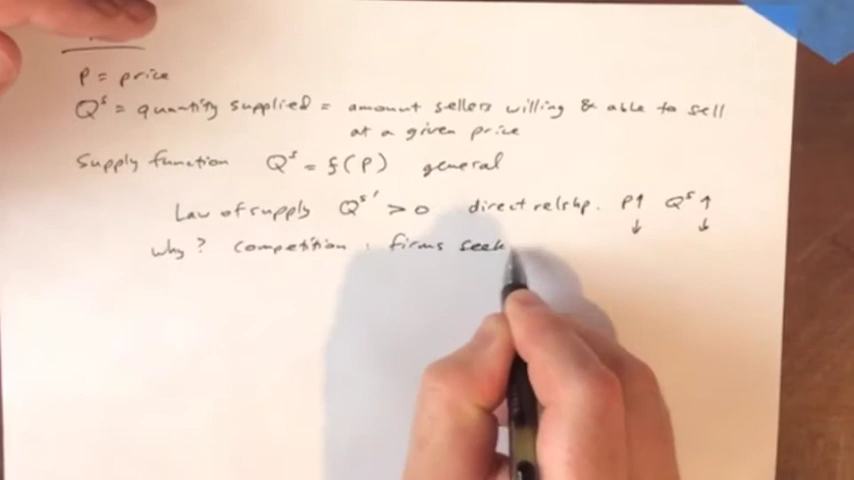 P = price
Qˢ = quantity supplied = amount sellers willing & able to sell
at a given price
Supply function Qˢ = f(P) general
Law of supply Qˢ' > 0 direct relshp. P↑ Qˢ↑
↓ ↓
Why? competition, firms seek